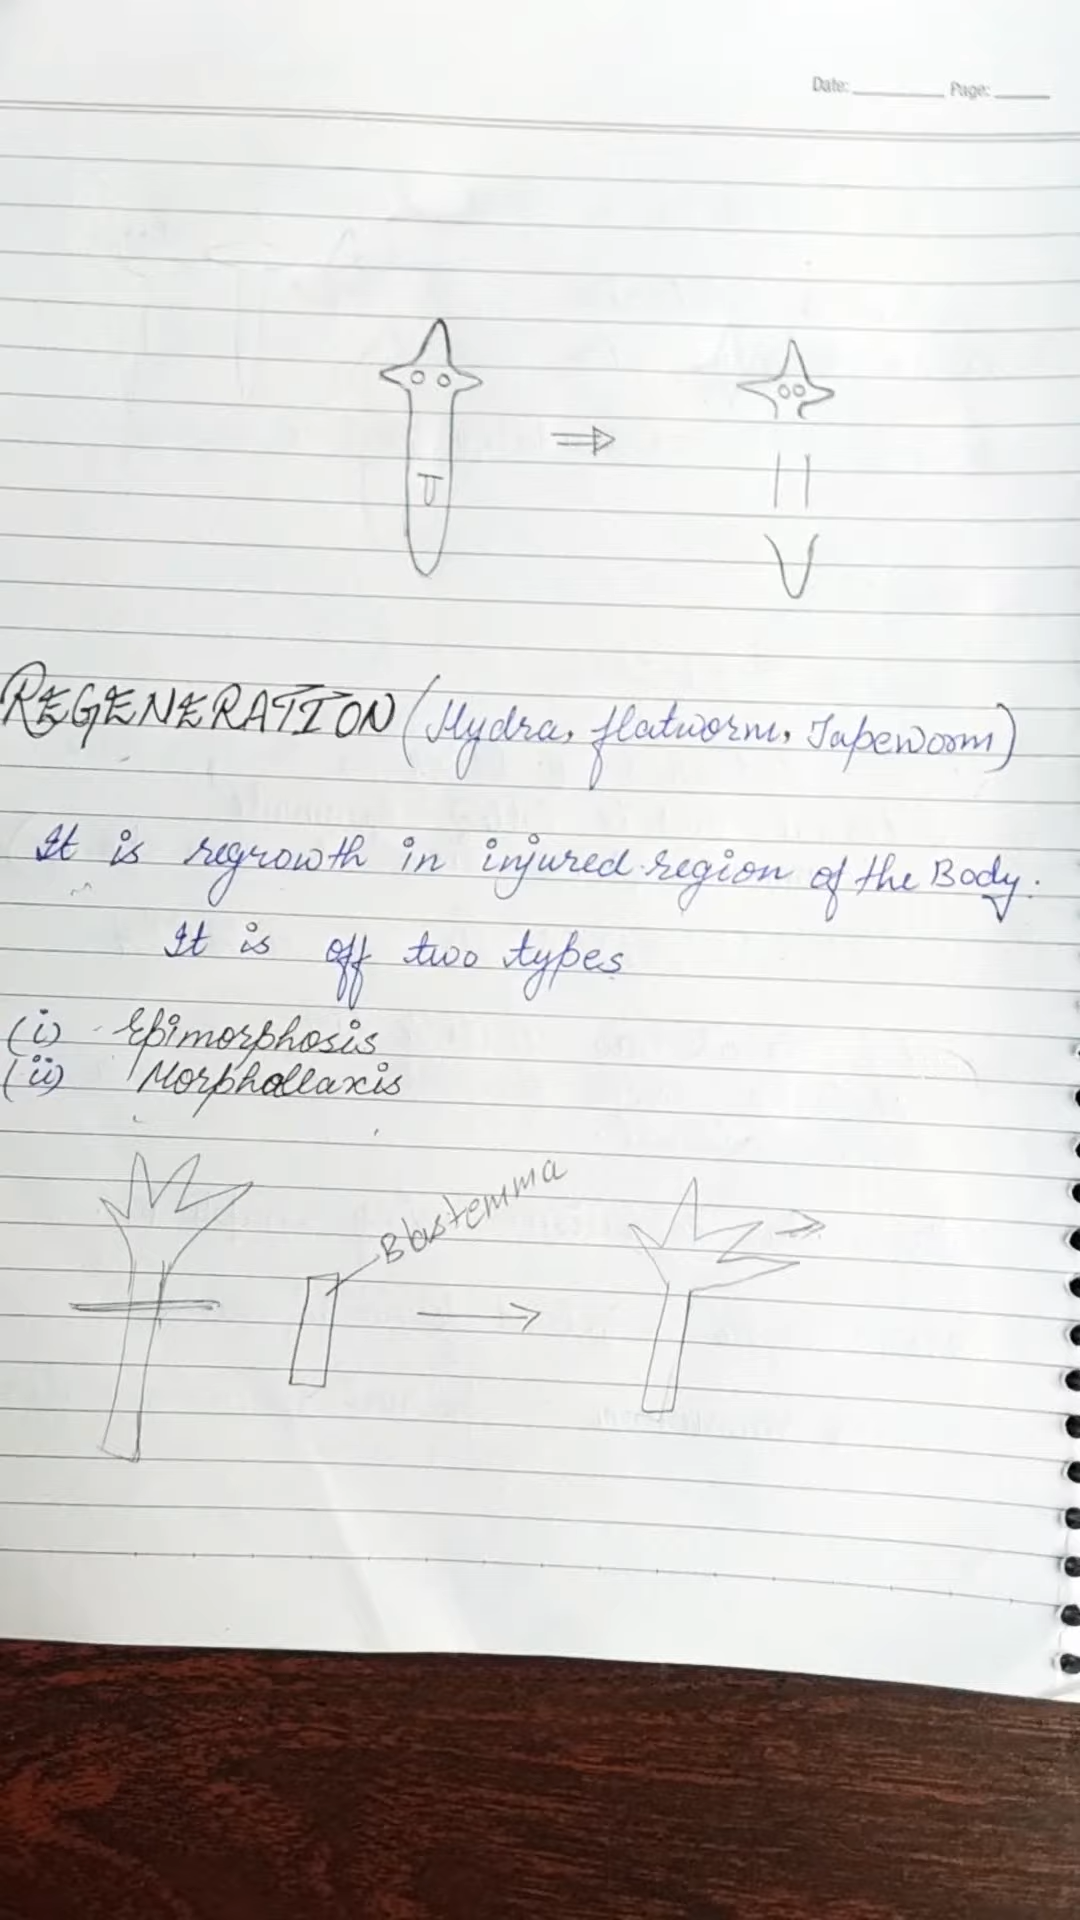 Date: Page:
REGENERATION (Hydra, flatworm, Tapeworm)
It is regrowth in injured region of the Body.
It is off two types
(i) Epimorphosis
(ii) Morphollaxis
Blastemma